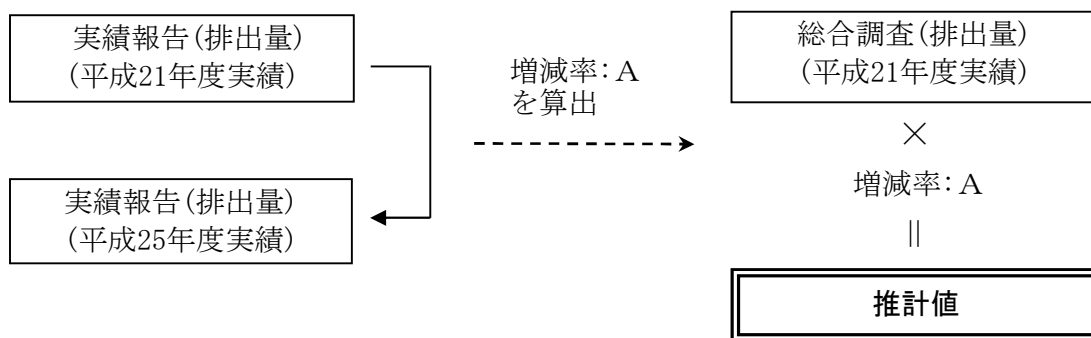 実績報告(排出量)
(平成21年度実績)
増減率:A
を算出
実績報告(排出量)
(平成25年度実績)
総合調査(排出量)
(平成21年度実績)
×
増減率:A
||
推計値